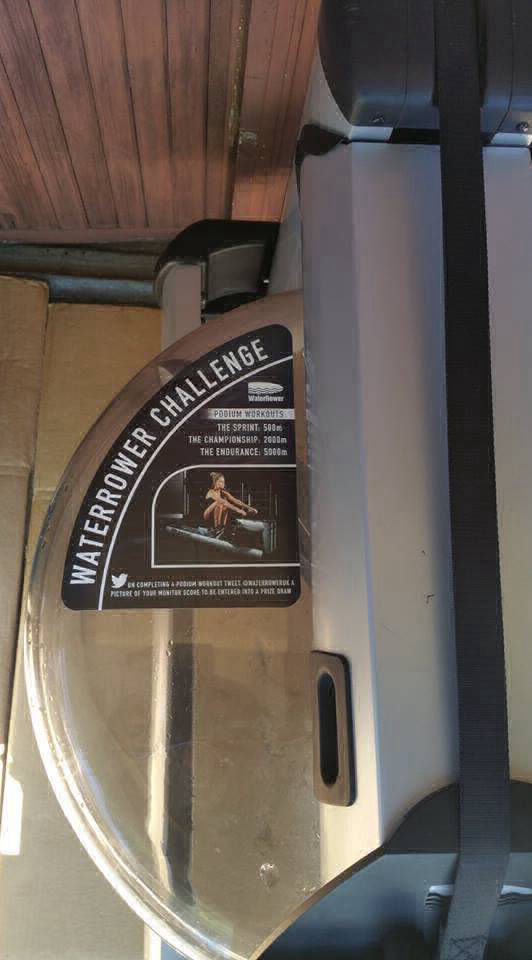 WATERROWER CHALLENGE
WaterRower
PODIUM WORKOUTS:
THE SPRINT: 500m
THE CHAMPIONSHIP: 2000m
THE ENDURANCE: 5000m
ON COMPLETING A PODIUM WORKOUT TWEET @WATERROWERUK A
PICTURE OF YOUR MONITOR SCORE TO BE ENTERED INTO A PRIZE DRAW